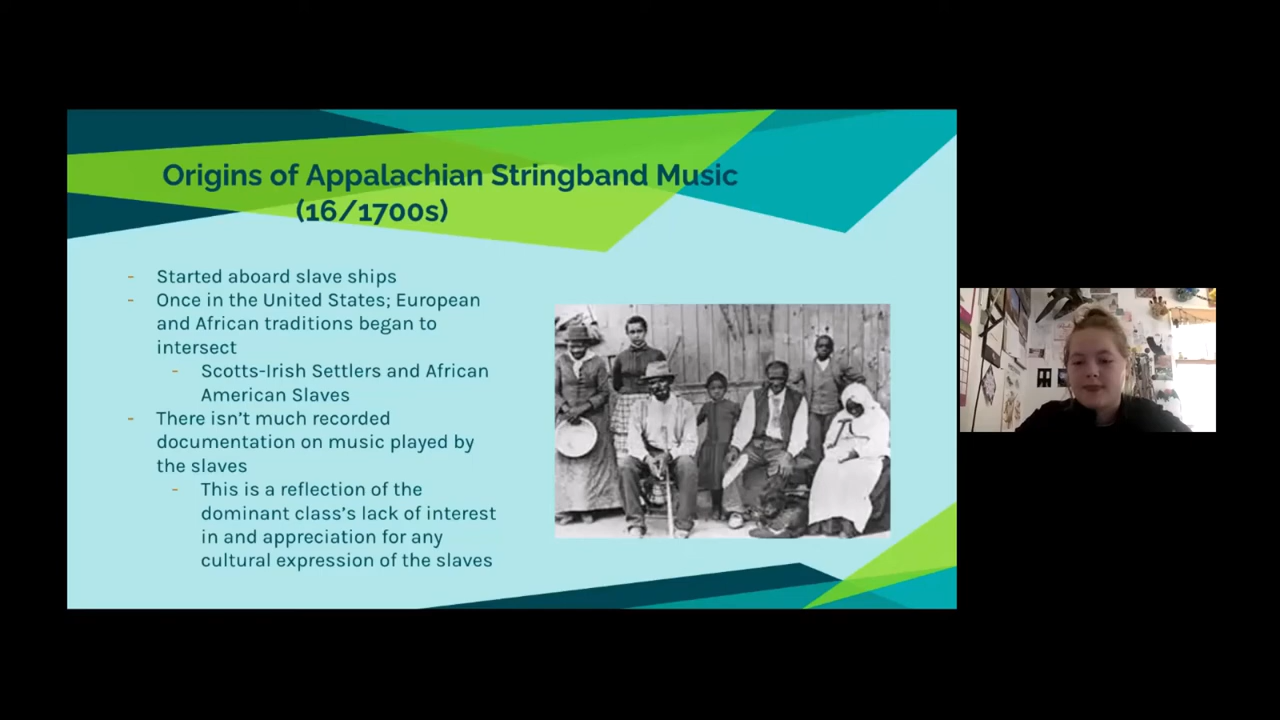 Origins of Appalachian Stringband Music
(16/1700s)
- Started aboard slave ships
- Once in the United States; European
and African traditions began to
intersect
- Scotts-Irish Settlers and African
American Slaves
- There isn't much recorded
documentation on music played by
the slaves
- This is a reflection of the
dominant class's lack of interest
in and appreciation for any
cultural expression of the slaves